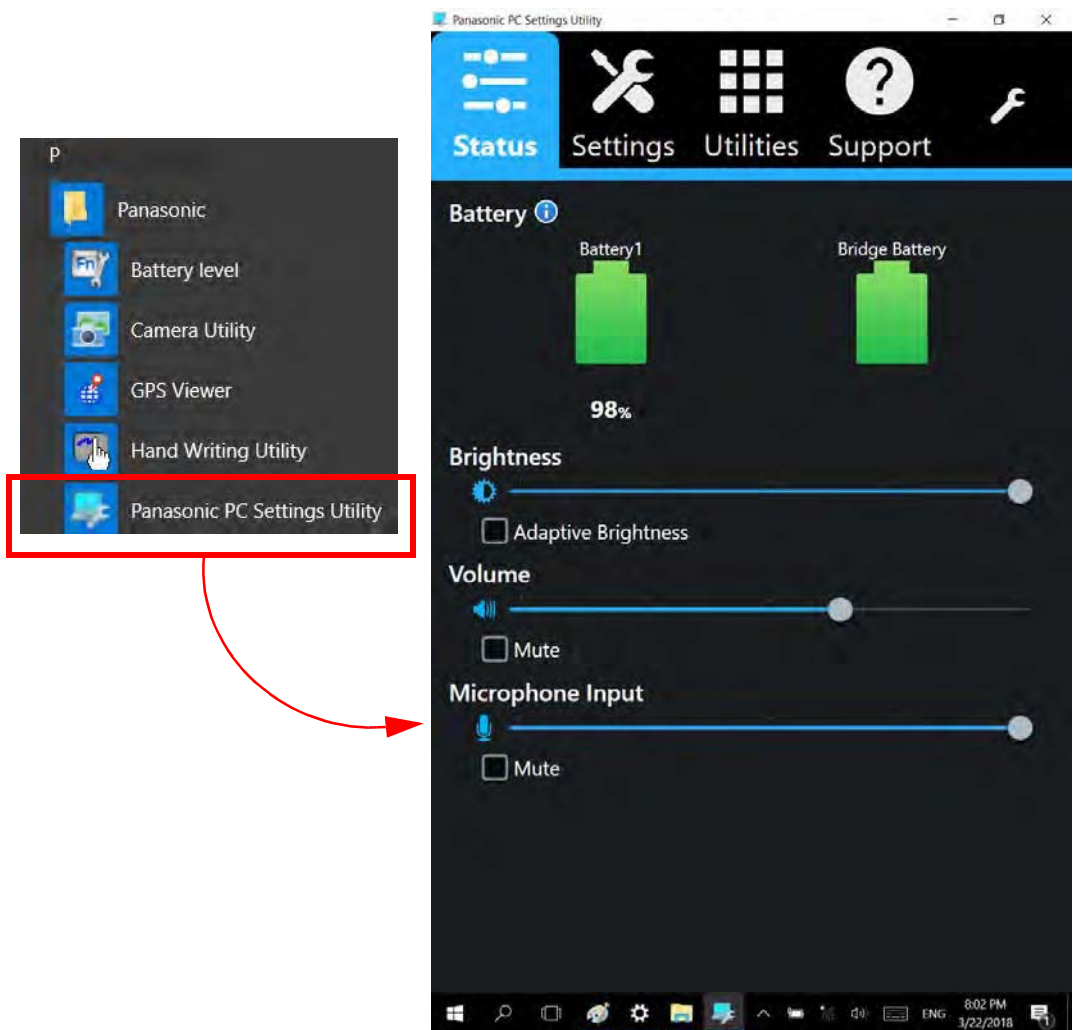 P
Panasonic
Battery level
Camera Utility
GPS Viewer
Hand Writing Utility
Panasonic PC Settings Utility
Panasonic PC Settings Utility
Status Settings Utilities Support
Battery
Battery1 Bridge Battery
98%
Brightness
Adaptive Brightness
Volume
Mute
Microphone Input
Mute
ENG 8:02 PM
3/22/2018